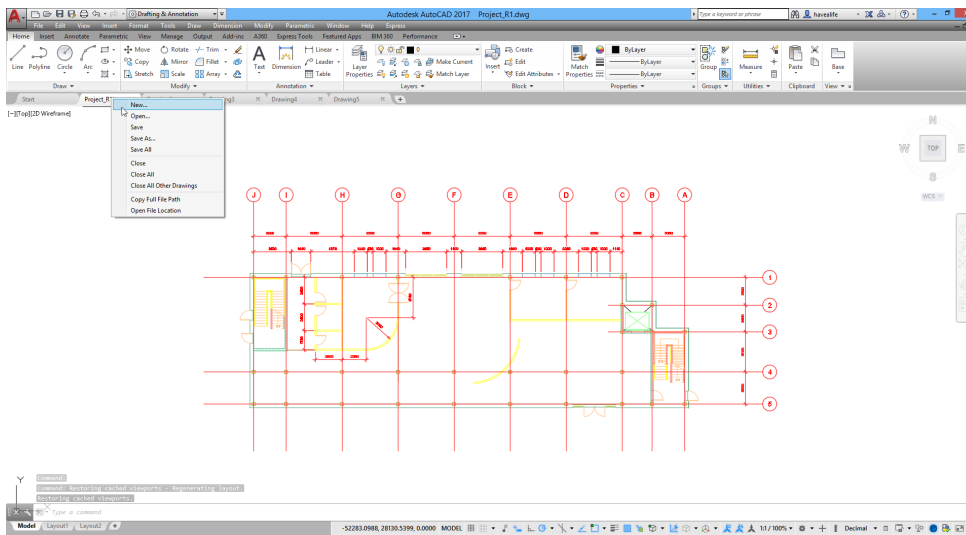 Drafting & Annotation
Autodesk AutoCAD 2017 Project_R1.dwg
Type a keyword or phrase
havealife
File Edit View Insert Format Tools Draw Dimension Modify Parametric Window Help Express
Home Insert Annotate Parametric View Manage Output Add-ins A360 Express Tools Featured Apps BIM 360 Performance
Line Polyline Circle Arc
Move Rotate Trim
Copy Mirror Fillet
Stretch Scale Array
Text Dimension
Linear
Leader
Table
Layer Properties
0
Make Current
Match Layer
Insert
Create
Edit
Edit Attributes
Match Properties
ByLayer
ByLayer
ByLayer
Group
Measure
Paste
Base
Draw Modify Annotation Layers Block Properties Groups Utilities Clipboard View
Start Project_R1 Drawing4 Drawing5
[−][Top][2D Wireframe]
New...
Open...
Save
Save As...
Save All
Close
Close All
Close All Other Drawings
Copy Full File Path
Open File Location
N
W TOP E
S
WCS
J I H G F E D C B A
1
2
3
4
5
Y
Command:
Command: Restoring cached viewports - Regenerating layout.
Restoring cached viewports.
Type a command
Model Layout1 Layout2 +
-52283.0988, 28130.5399, 0.0000 MODEL 1:1/100% Decimal